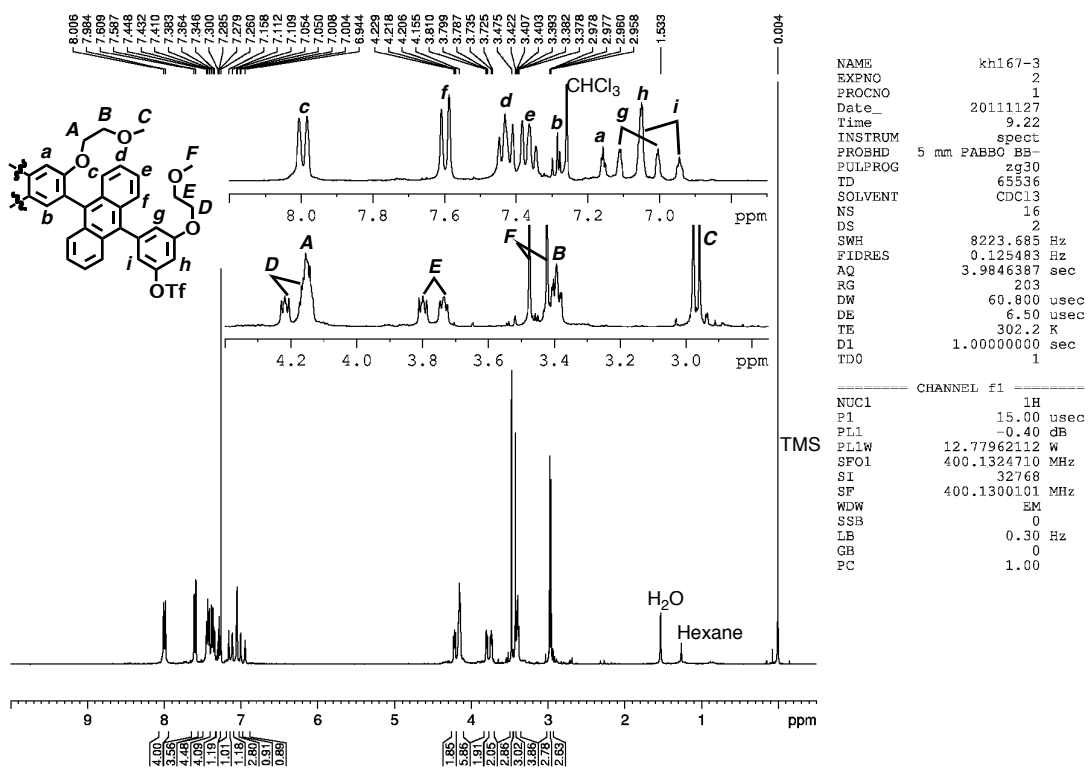 8.006 7.984 7.609 7.587 7.448 7.432 7.410 7.383 7.364 7.346 7.300 7.285 7.279 7.260 7.158 7.112 7.109 7.054 7.050 7.008 7.004 6.944 4.229 4.218 4.206 4.155 3.810 3.799 3.787 3.735 3.725 3.475 3.422 3.407 3.403 3.393 3.382 3.378 2.978 2.977 2.960 2.958 1.533 0.004
A B C
O O
a d e F
c O
b f E D
g O
i h
OTf
c f d e b CHCl3 a g h i
8.0 7.8 7.6 7.4 7.2 7.0 ppm
D A E F B C
4.2 4.0 3.8 3.6 3.4 3.2 3.0 ppm
TMS
H2O
Hexane
9 8 7 6 5 4 3 2 1 ppm
4.00 3.56 4.48 4.09 1.19 1.01 1.18 2.80 0.91 0.89 1.85 5.86 1.91 2.05 2.86 3.02 3.86 2.78 2.63
NAME kh167-3
EXPNO 2
PROCNO 1
Date_ 20111127
Time 9.22
INSTRUM spect
PROBHD 5 mm PABBO BB-
PULPROG zg30
TD 65536
SOLVENT CDCl3
NS 16
DS 2
SWH 8223.685 Hz
FIDRES 0.125483 Hz
AQ 3.9846387 sec
RG 203
DW 60.800 usec
DE 6.50 usec
TE 302.2 K
D1 1.00000000 sec
TD0 1
======== CHANNEL f1 ========
NUC1 1H
P1 15.00 usec
PL1 -0.40 dB
PL1W 12.77962112 W
SFO1 400.1324710 MHz
SI 32768
SF 400.1300101 MHz
WDW EM
SSB 0
LB 0.30 Hz
GB 0
PC 1.00